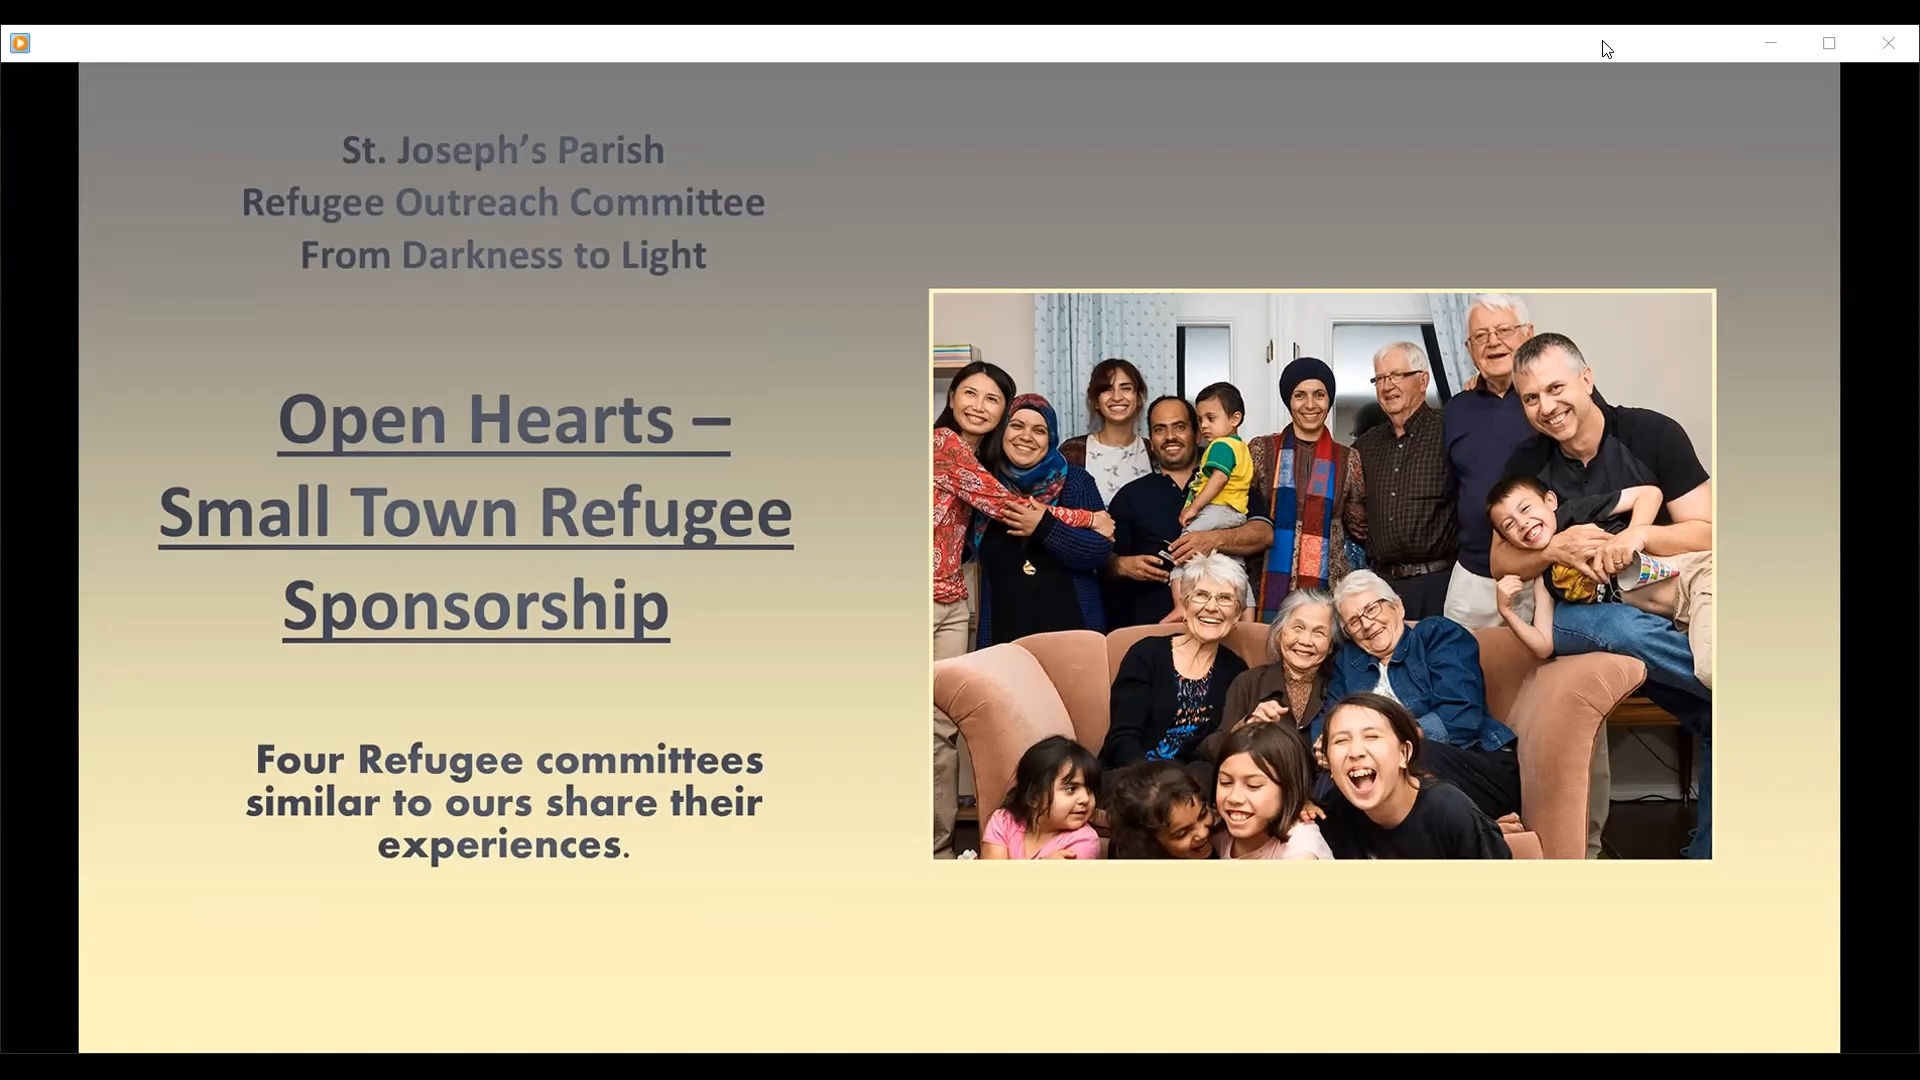 St. Joseph’s Parish
Refugee Outreach Committee
From Darkness to Light
Open Hearts –
Small Town Refugee
Sponsorship
Four Refugee committees
similar to ours share their
experiences.